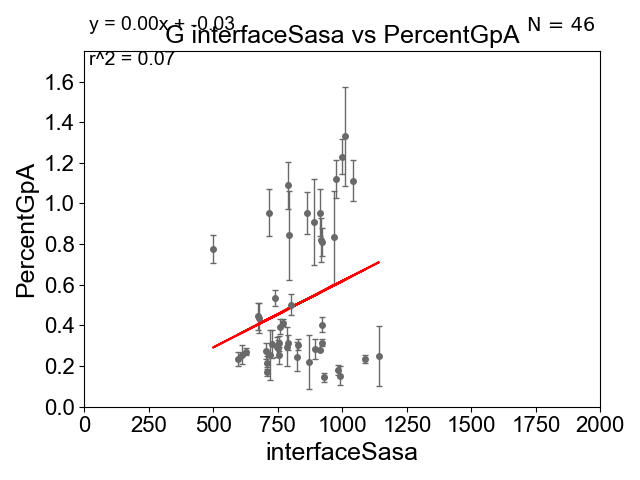 y = 0.00x + -0.03
N = 46
G interfaceSasa vs PercentGpA
r^2 = 0.07
PercentGpA
1.6
1.4
1.2
1.0
0.8
0.6
0.4
0.2
0.0
0 250 500 750 1000 1250 1500 1750 2000
interfaceSasa